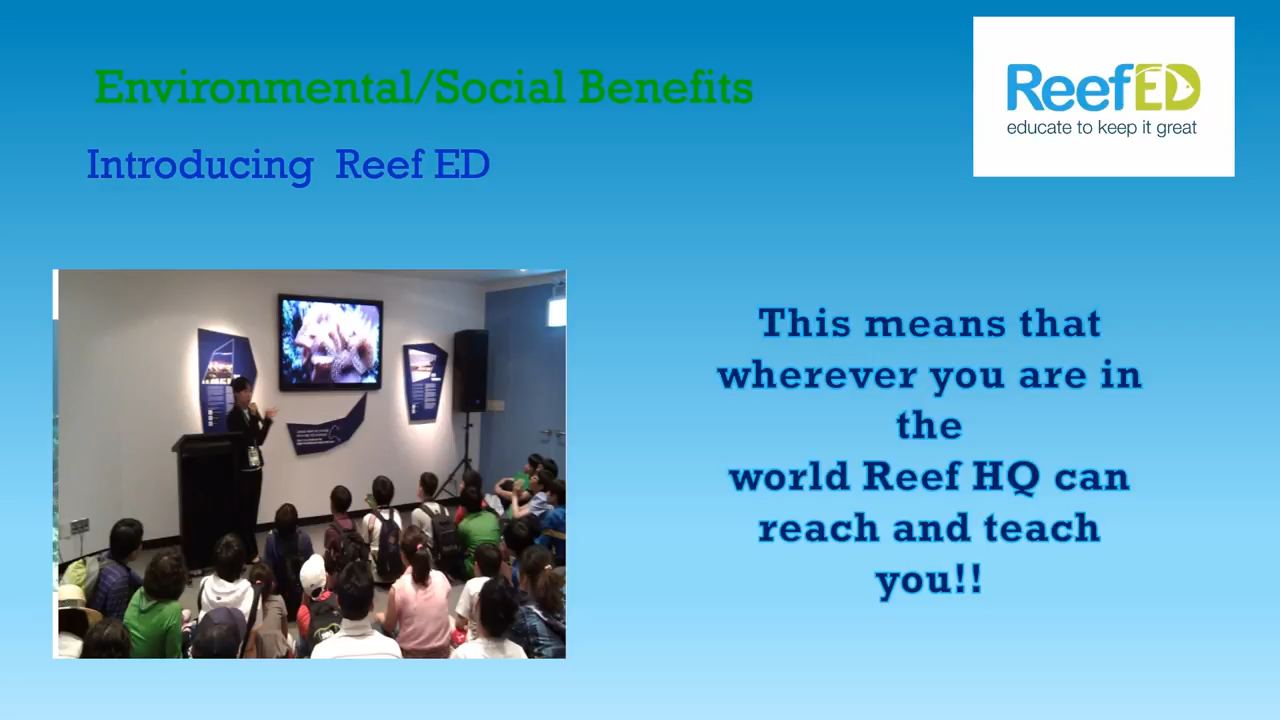 Environmental/Social Benefits
Introducing Reef ED
ReefED
educate to keep it great
This means that
wherever you are in
the
world Reef HQ can
reach and teach
you!!